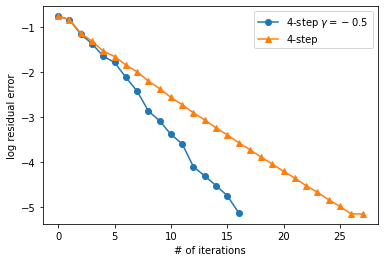 4-step γ = −0.5
4-step
log residual error
−1
−2
−3
−4
−5
0 5 10 15 20 25
# of iterations